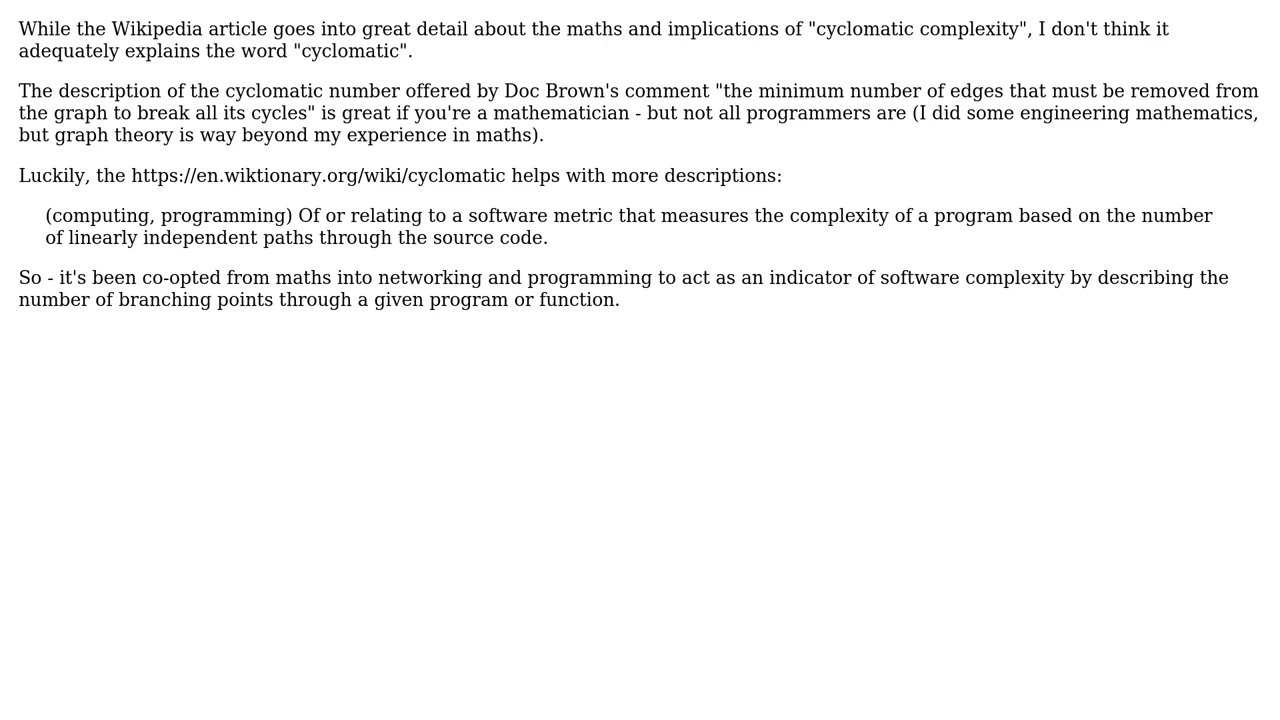 While the Wikipedia article goes into great detail about the maths and implications of "cyclomatic complexity", I don't think it
adequately explains the word "cyclomatic".
The description of the cyclomatic number offered by Doc Brown's comment "the minimum number of edges that must be removed from
the graph to break all its cycles" is great if you're a mathematician - but not all programmers are (I did some engineering mathematics,
but graph theory is way beyond my experience in maths).
Luckily, the https://en.wiktionary.org/wiki/cyclomatic helps with more descriptions:
(computing, programming) Of or relating to a software metric that measures the complexity of a program based on the number
of linearly independent paths through the source code.
So - it's been co-opted from maths into networking and programming to act as an indicator of software complexity by describing the
number of branching points through a given program or function.